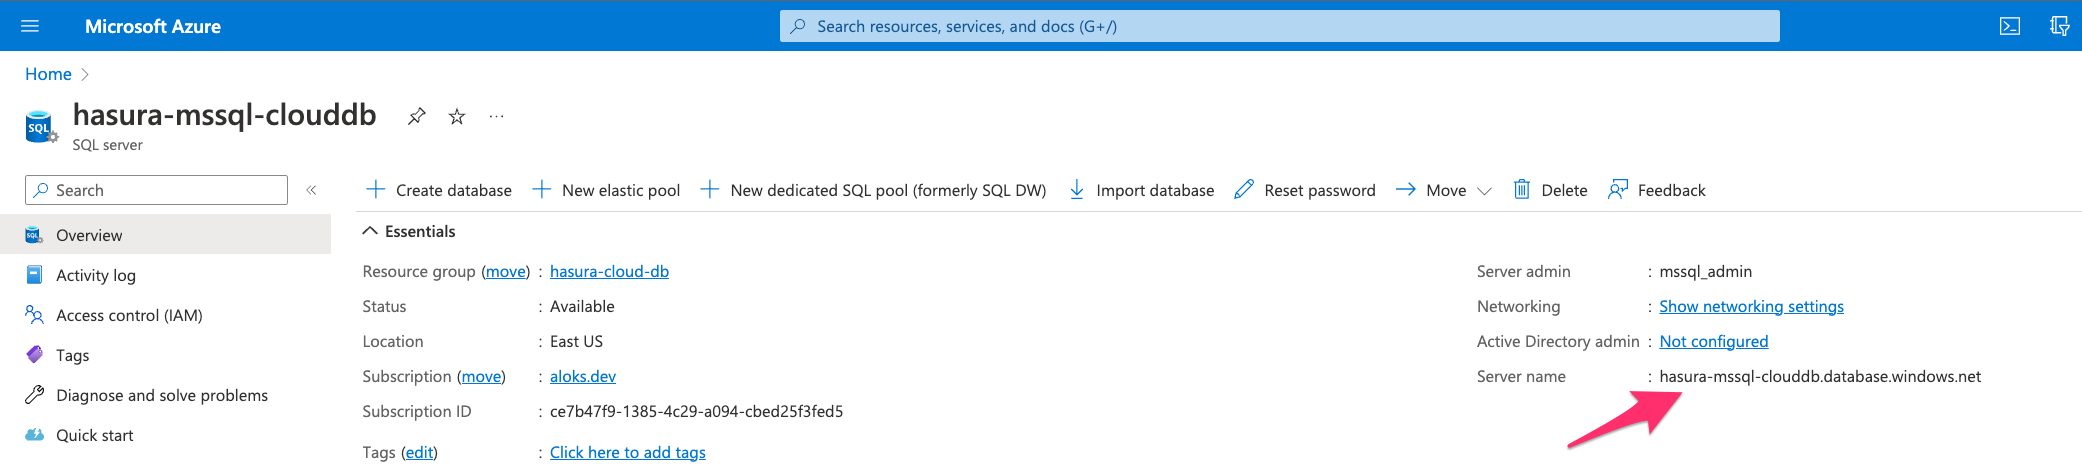 Microsoft Azure
Search resources, services, and docs (G+/)
Home
SQL
hasura-mssql-clouddb
SQL server
Search
Create database
New elastic pool
New dedicated SQL pool (formerly SQL DW)
Import database
Reset password
Move
Delete
Feedback
SQL
Overview
Activity log
Access control (IAM)
Tags
Diagnose and solve problems
Quick start
Essentials
Resource group (move) : hasura-cloud-db
Status : Available
Location : East US
Subscription (move) : aloks.dev
Subscription ID : ce7b47f9-1385-4c29-a094-cbed25f3fed5
Tags (edit) : Click here to add tags
Server admin : mssql_admin
Networking : Show networking settings
Active Directory admin : Not configured
Server name : hasura-mssql-clouddb.database.windows.net